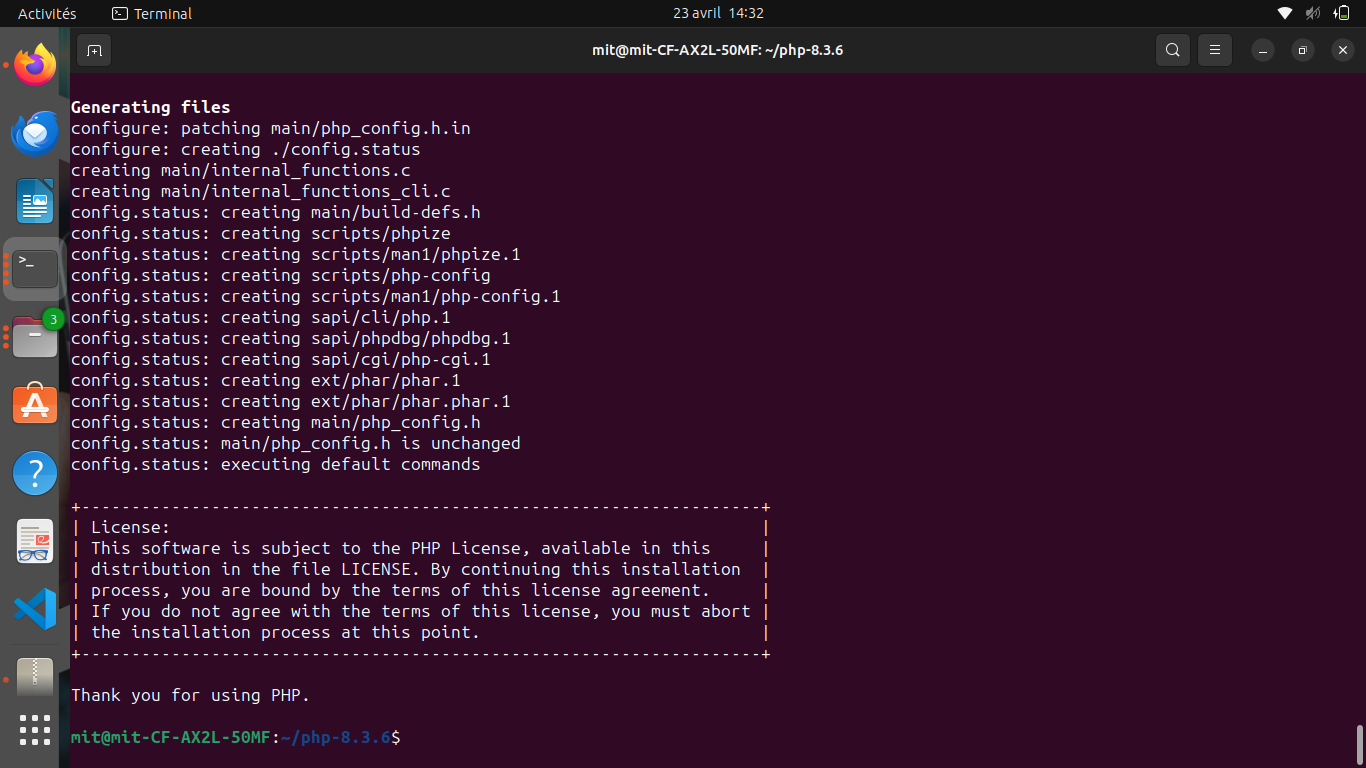 Activités
Terminal
23 avril 14:32
mit@mit-CF-AX2L-50MF: ~/php-8.3.6
Generating files
configure: patching main/php_config.h.in
configure: creating ./config.status
creating main/internal_functions.c
creating main/internal_functions_cli.c
config.status: creating main/build-defs.h
config.status: creating scripts/phpize
config.status: creating scripts/man1/phpize.1
config.status: creating scripts/php-config
config.status: creating scripts/man1/php-config.1
config.status: creating sapi/cli/php.1
config.status: creating sapi/phpdbg/phpdbg.1
config.status: creating sapi/cgi/php-cgi.1
config.status: creating ext/phar/phar.1
config.status: creating ext/phar/phar.phar.1
config.status: creating main/php_config.h
config.status: main/php_config.h is unchanged
config.status: executing default commands
+--------------------------------------------------------------------+
| License:                                                           |
| This software is subject to the PHP License, available in this     |
| distribution in the file LICENSE. By continuing this installation  |
| process, you are bound by the terms of this license agreement.     |
| If you do not agree with the terms of this license, you must abort |
| the installation process at this point.                            |
+--------------------------------------------------------------------+
Thank you for using PHP.
mit@mit-CF-AX2L-50MF:~/php-8.3.6$
3